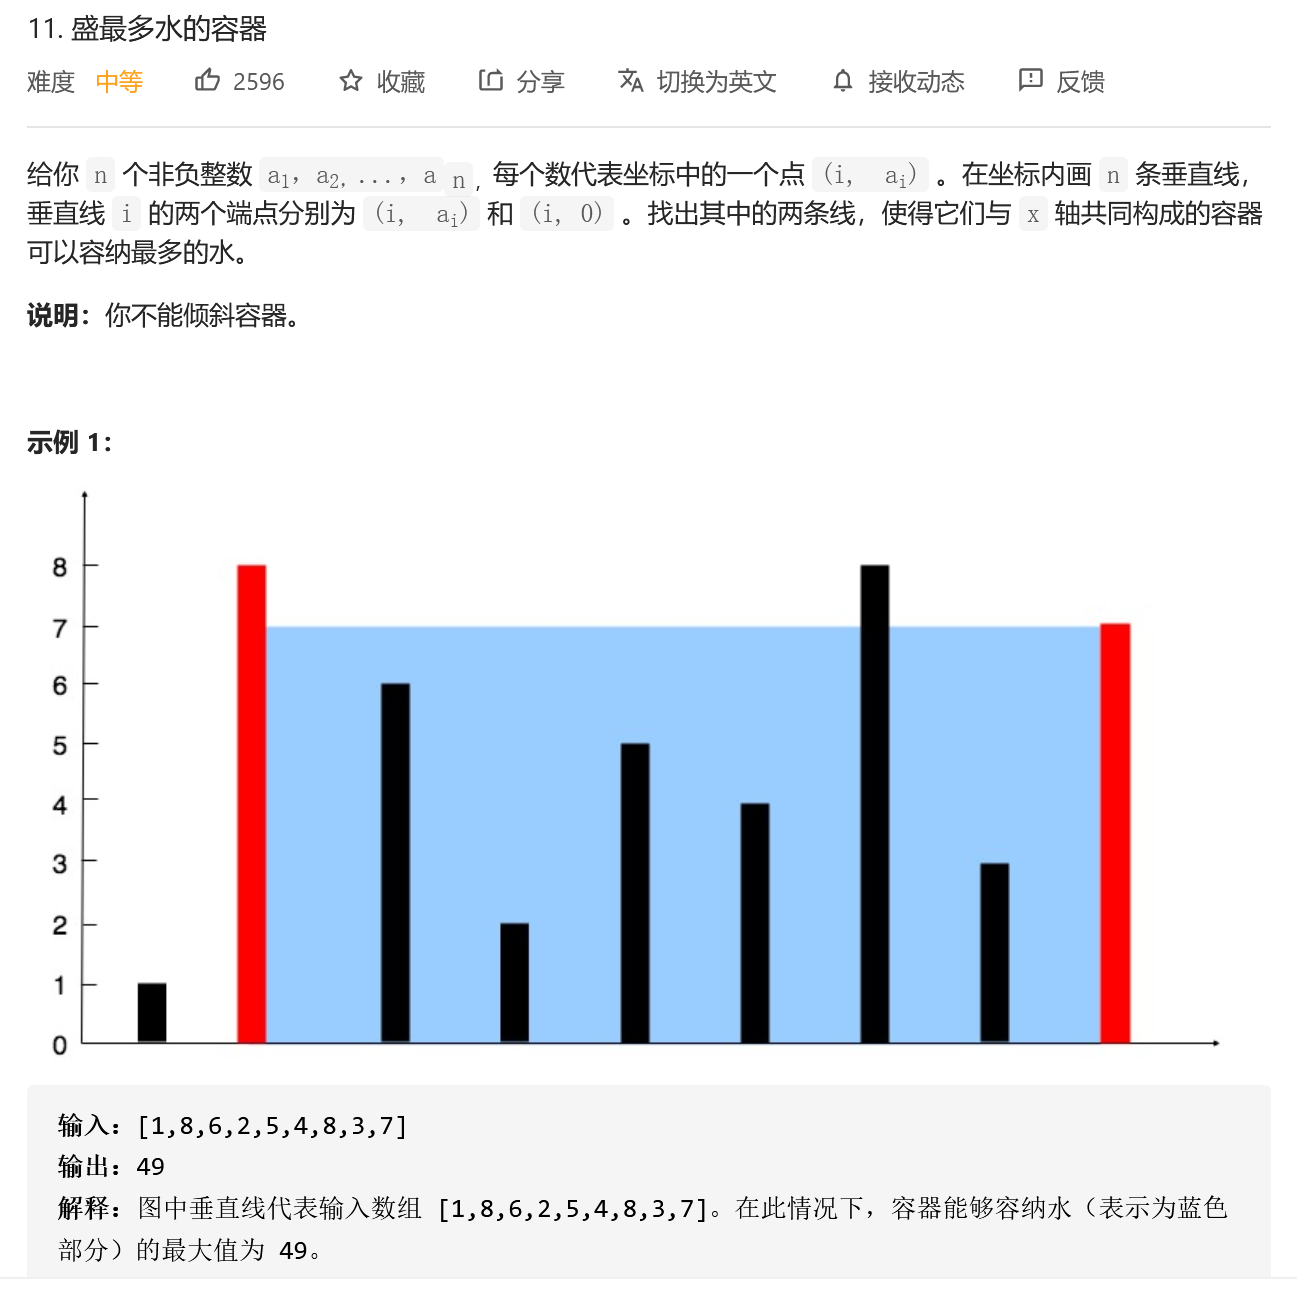 11. 盛最多水的容器
难度 中等 2596 收藏 分享 切换为英文 接收动态 反馈
给你 n 个非负整数 a1, a2, ..., a n, 每个数代表坐标中的一个点 (i, ai) 。在坐标内画 n 条垂直线，
垂直线 i 的两个端点分别为 (i, ai) 和 (i, 0) 。找出其中的两条线，使得它们与 x 轴共同构成的容器
可以容纳最多的水。
说明：你不能倾斜容器。
示例 1：
8
7
6
5
4
3
2
1
0
输入：[1,8,6,2,5,4,8,3,7]
输出：49
解释：图中垂直线代表输入数组 [1,8,6,2,5,4,8,3,7]。在此情况下，容器能够容纳水（表示为蓝色
部分）的最大值为 49。